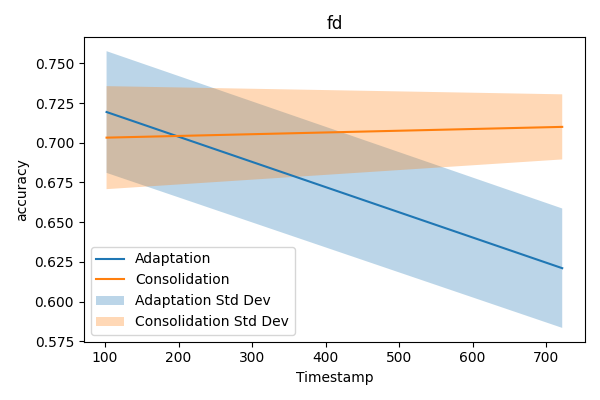 fd
0.750
0.725
0.700
0.675
0.650
0.625
0.600
0.575
accuracy
Adaptation
Consolidation
Adaptation Std Dev
Consolidation Std Dev
100 200 300 400 500 600 700
Timestamp